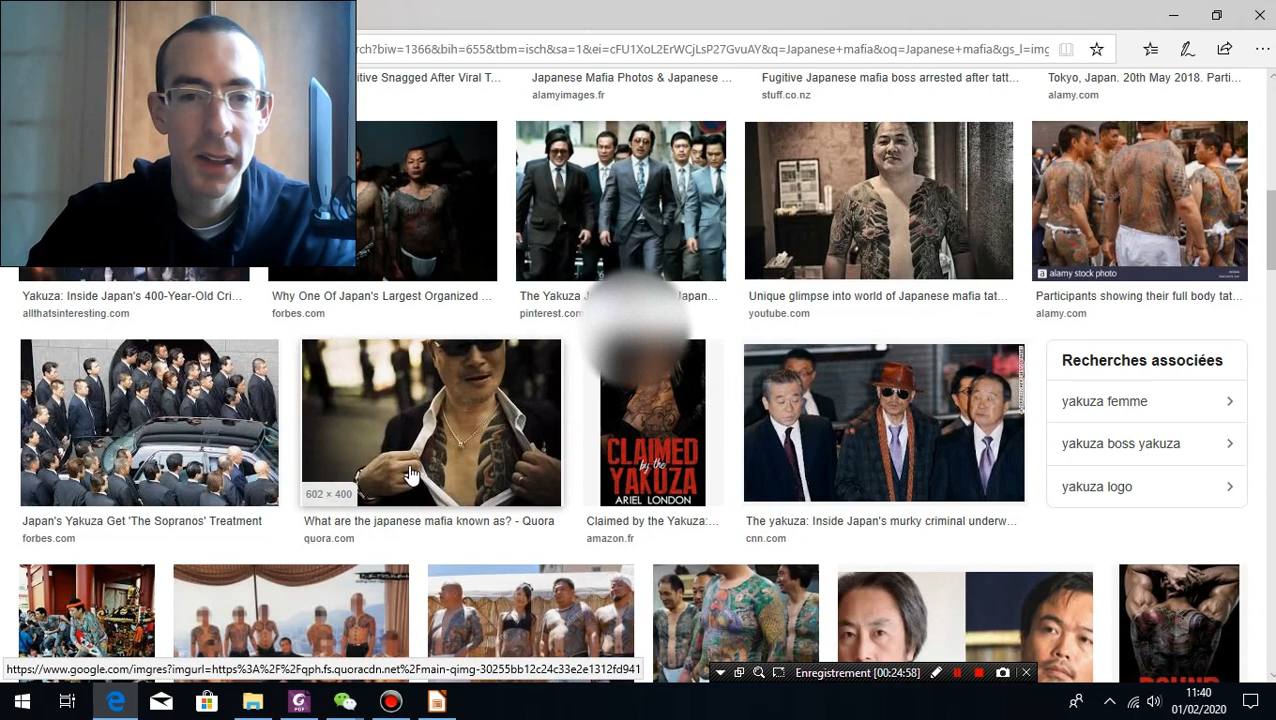 rch?biw=1366&bih=655&tbm=isch&sa=1&ei=cFU1XoL2ErWCjLsP27GvuAY&q=Japanese+mafia&oq=Japanese+mafia&gs_l=img
itive Snagged After Viral T...
Japanese Mafia Photos & Japanese ...
Fugitive Japanese mafia boss arrested after tatt...
Tokyo, Japan. 20th May 2018. Parti...
alamyimages.fr
stuff.co.nz
alamy.com
a alamy stock photo
Yakuza: Inside Japan's 400-Year-Old Cri...
Why One Of Japan's Largest Organized ...
The Yakuza
Unique glimpse into world of Japanese mafia tat...
Participants showing their full body tat...
allthatsinteresting.com
forbes.com
pinterest.com
youtube.com
alamy.com
602 × 400
CLAIMED
by the
YAKUZA
ARIEL LONDON
Recherches associées
yakuza femme
yakuza boss yakuza
yakuza logo
Japan's Yakuza Get 'The Sopranos' Treatment
What are the japanese mafia known as? - Quora
Claimed by the Yakuza:...
The yakuza: Inside Japan's murky criminal underw...
forbes.com
quora.com
amazon.fr
cnn.com
https://www.google.com/imgres?imgurl=https%3A%2F%2Fqph.fs.quoracdn.net%2Fmain-qimg-30255bb12c24c33e2e1312fd941
Enregistrement [00:24:58]
11:40
01/02/2020